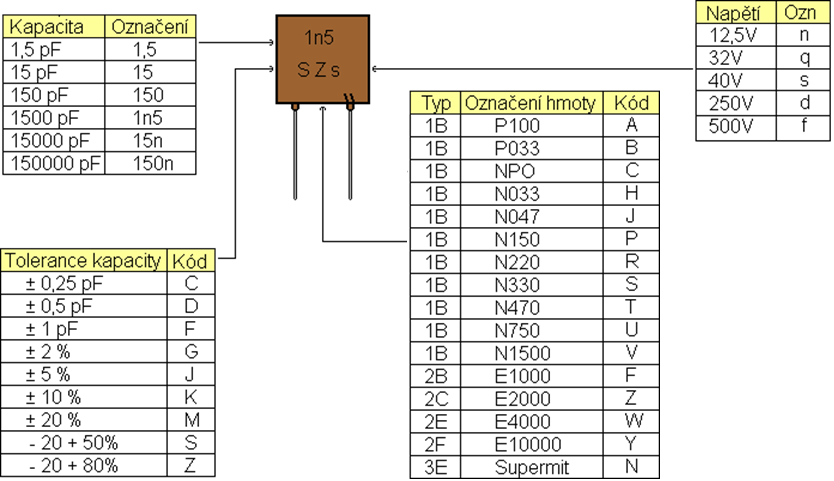 Kapacita Označení
1,5 pF 1,5
15 pF 15
150 pF 150
1500 pF 1n5
15000 pF 15n
150000 pF 150n
1n5
S Z s
Napětí Ozn
12,5V n
32V q
40V s
250V d
500V f
Typ Označení hmoty Kód
1B P100 A
1B P033 B
1B NPO C
1B N033 H
1B N047 J
1B N150 P
1B N220 R
1B N330 S
1B N470 T
1B N750 U
1B N1500 V
2B E1000 F
2C E2000 Z
2E E4000 W
2F E10000 Y
3E Supermit N
Tolerance kapacity Kód
± 0,25 pF C
± 0,5 pF D
± 1 pF F
± 2 % G
± 5 % J
± 10 % K
± 20 % M
- 20 + 50% S
- 20 + 80% Z